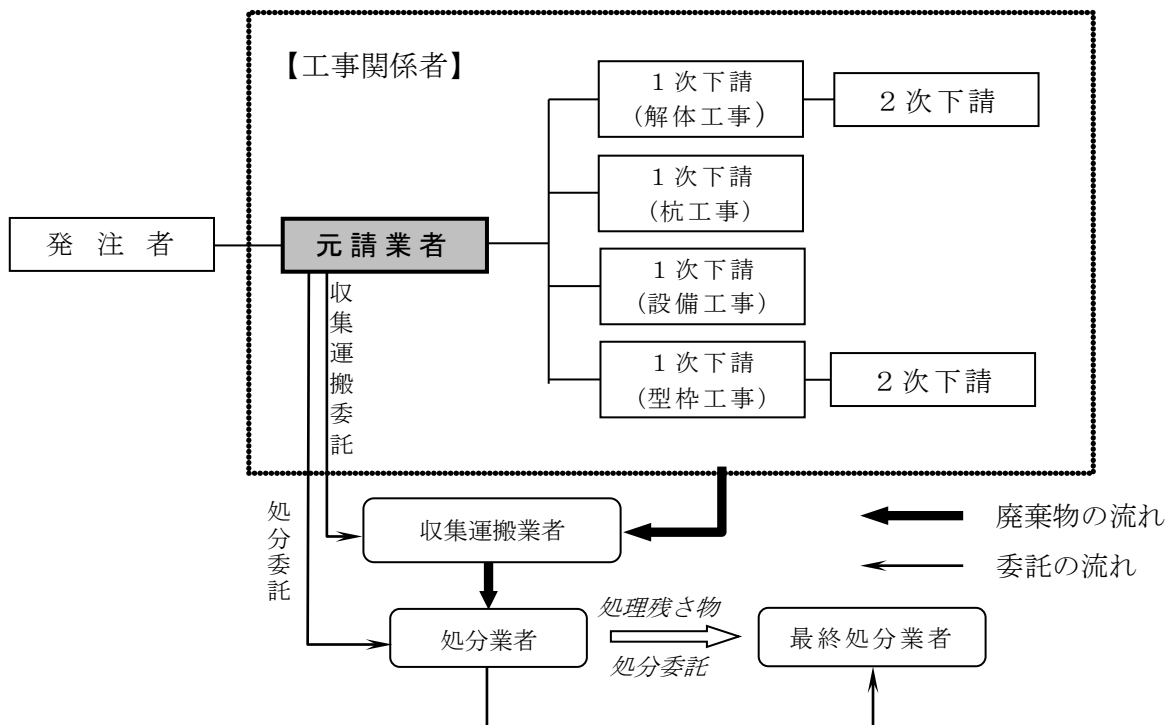 【工事関係者】
１次下請
(解体工事)
２次下請
１次下請
(杭工事)
発注者
元請業者
１次下請
(設備工事)
１次下請
(型枠工事)
２次下請
収集運搬委託
処分委託
収集運搬業者
廃棄物の流れ
委託の流れ
処分業者
処理残さ物
処分委託
最終処分業者